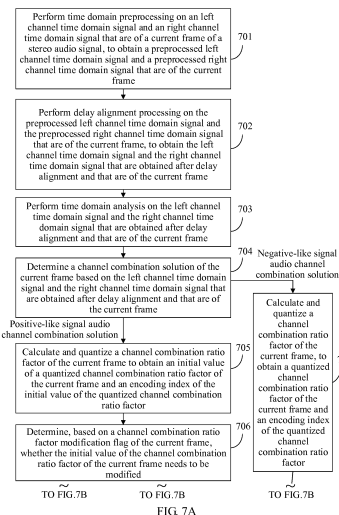 Perform time domain preprocessing on an left
channel time domain signal and an right channel
time domain signal that are of a current frame of a
stereo audio signal, to obtain a preprocessed left
channel time domain signal and a preprocessed right
channel time domain signal that are of the current
frame
701
Perform delay alignment processing on the
preprocessed left channel time domain signal and
the preprocessed right channel time domain signal
that are of the current frame, to obtain the left
channel time domain signal and the right channel
time domain signal that are obtained after delay
alignment and that are of the current frame
702
Perform time domain analysis on the left channel
time domain signal and the right channel time
domain signal that are obtained after delay
alignment and that are of the current frame
703
Determine a channel combination solution of the
current frame based on the left channel time domain
signal and the right channel time domain signal that
are obtained after delay alignment and that are of
the current frame
704
Negative-like signal
audio channel
combination solution
Positive-like signal audio
channel combination solution
Calculate and quantize a channel combination ratio
factor of the current frame to obtain an initial value
of a quantized channel combination ratio factor of
the current frame and an encoding index of the
initial value of the quantized channel combination
ratio factor
705
Calculate and
quantize a
channel
combination ratio
factor of the
current frame, to
obtain a quantized
channel
combination ratio
factor of the
current frame and
an encoding index
of the quantized
channel
combination ratio
factor
Determine, based on a channel combination ratio
factor modification flag of the current frame,
whether the initial value of the channel combination
ratio factor of the current frame needs to be
modified
706
TO FIG.7B
TO FIG.7B
TO FIG.7B
FIG. 7A